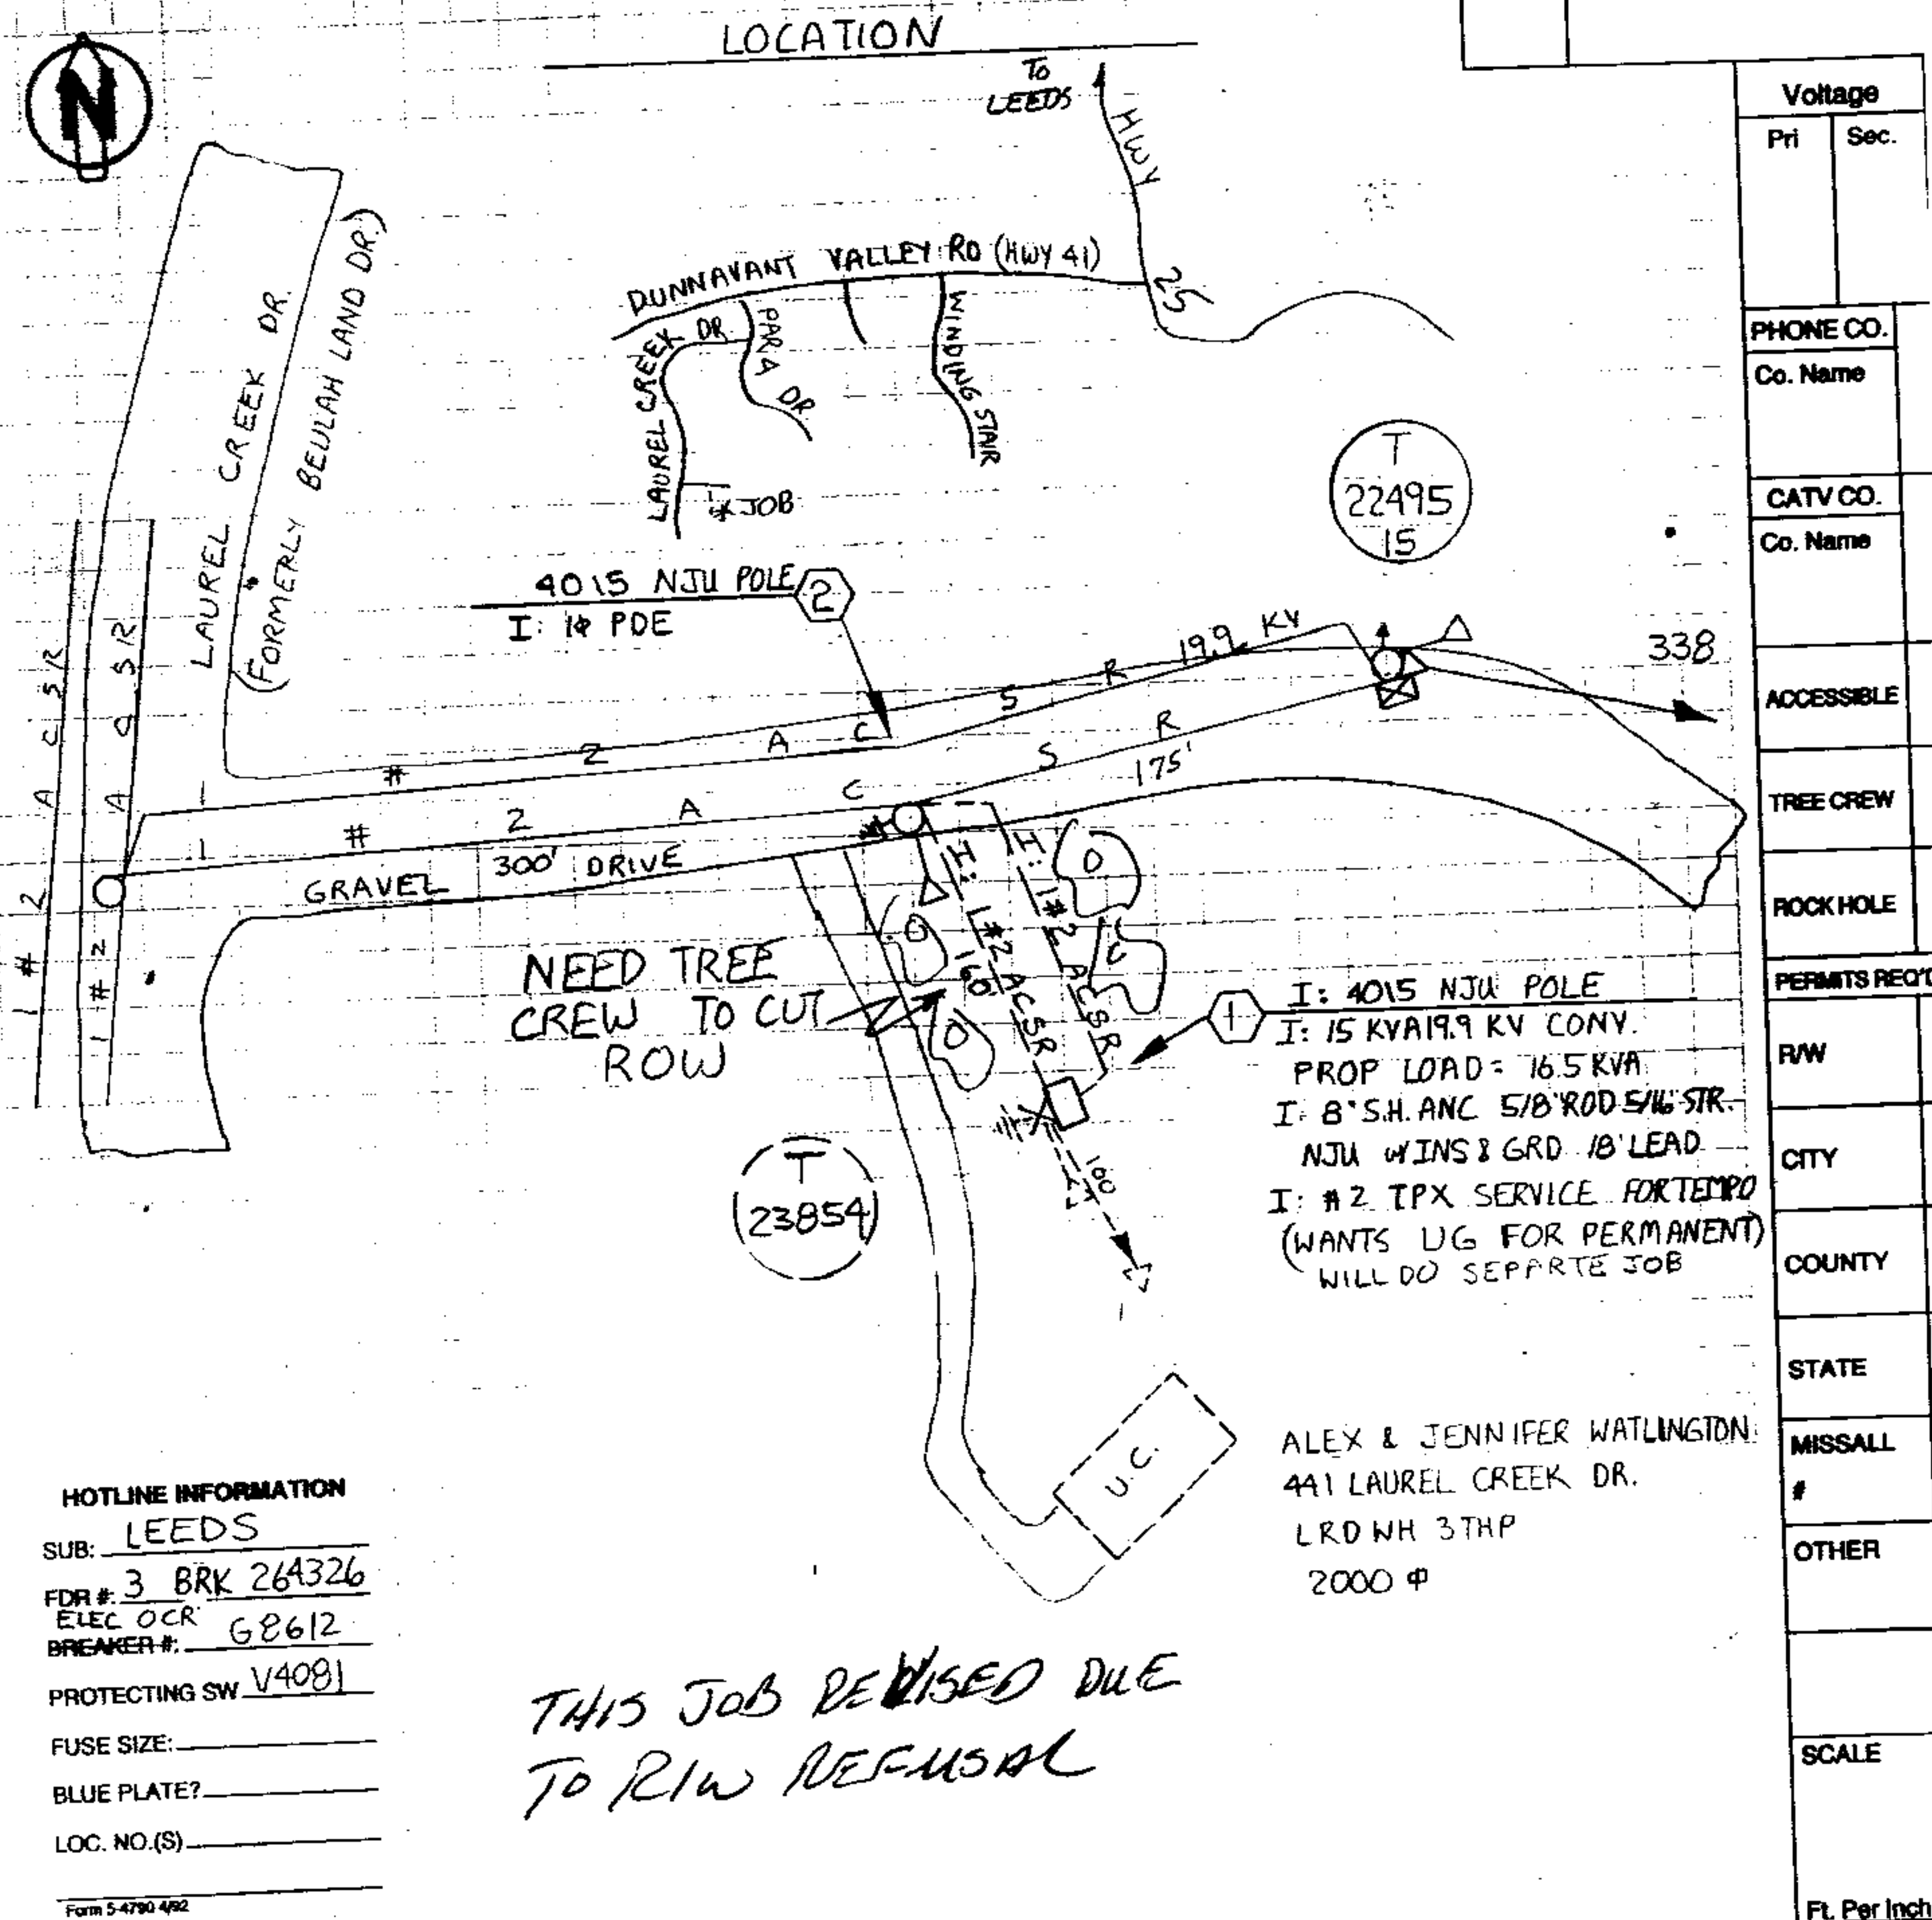 LOCATION
N
To
LEEDS
HWY
25
DUNNAVANT VALLEY RD (HWY 41)
LAUREL CREEK DR.
PARA DR
WINDING STAIR
* JOB
LAUREL CREEK DR.
(FORMERLY BEULAH LAND DR.)
T
22495
15
4015 NJU POLE
I: 1ϕ PDE
2
1 # 2 A C S R
1 # 2 A C S R
1 # 2 A C S R 19.9 KV
338
1 # 2 A C S R
175'
GRAVEL 300' DRIVE
H: 1#2 ACSR
H: 1#2 ACSR
160'
NEED TREE
CREW TO CUT
ROW
1
I: 4015 NJU POLE
I: 15 KVA 19.9 KV CONV.
PROP LOAD = 16.5 KVA
I: 8" S.H. ANC 5/8" ROD 5/16" STR.
NJU W/INS & GRD 18' LEAD
I: #2 TPX SERVICE FOR TEMPO
(WANTS UG FOR PERMANENT)
WILL DO SEPARTE JOB
T
23854
100'
U.C.
ALEX & JENNIFER WATLINGTON
441 LAUREL CREEK DR.
LRD WH 3THP
2000 ⌽
HOTLINE INFORMATION
SUB: LEEDS
FDR #: 3 BRK 264326
ELEC OCR
BREAKER #: G8612
PROTECTING SW V4081
FUSE SIZE:
BLUE PLATE?
LOC. NO.(S)
Form 5-4790 4/92
THIS JOB REVISED DUE
TO R/W REFUSAL
Voltage
Pri Sec.
PHONE CO.
Co. Name
CATV CO.
Co. Name
ACCESSIBLE
TREE CREW
ROCK HOLE
PERMITS REQ'D
R/W
CITY
COUNTY
STATE
MISSALL
#
OTHER
SCALE
Ft. Per Inch